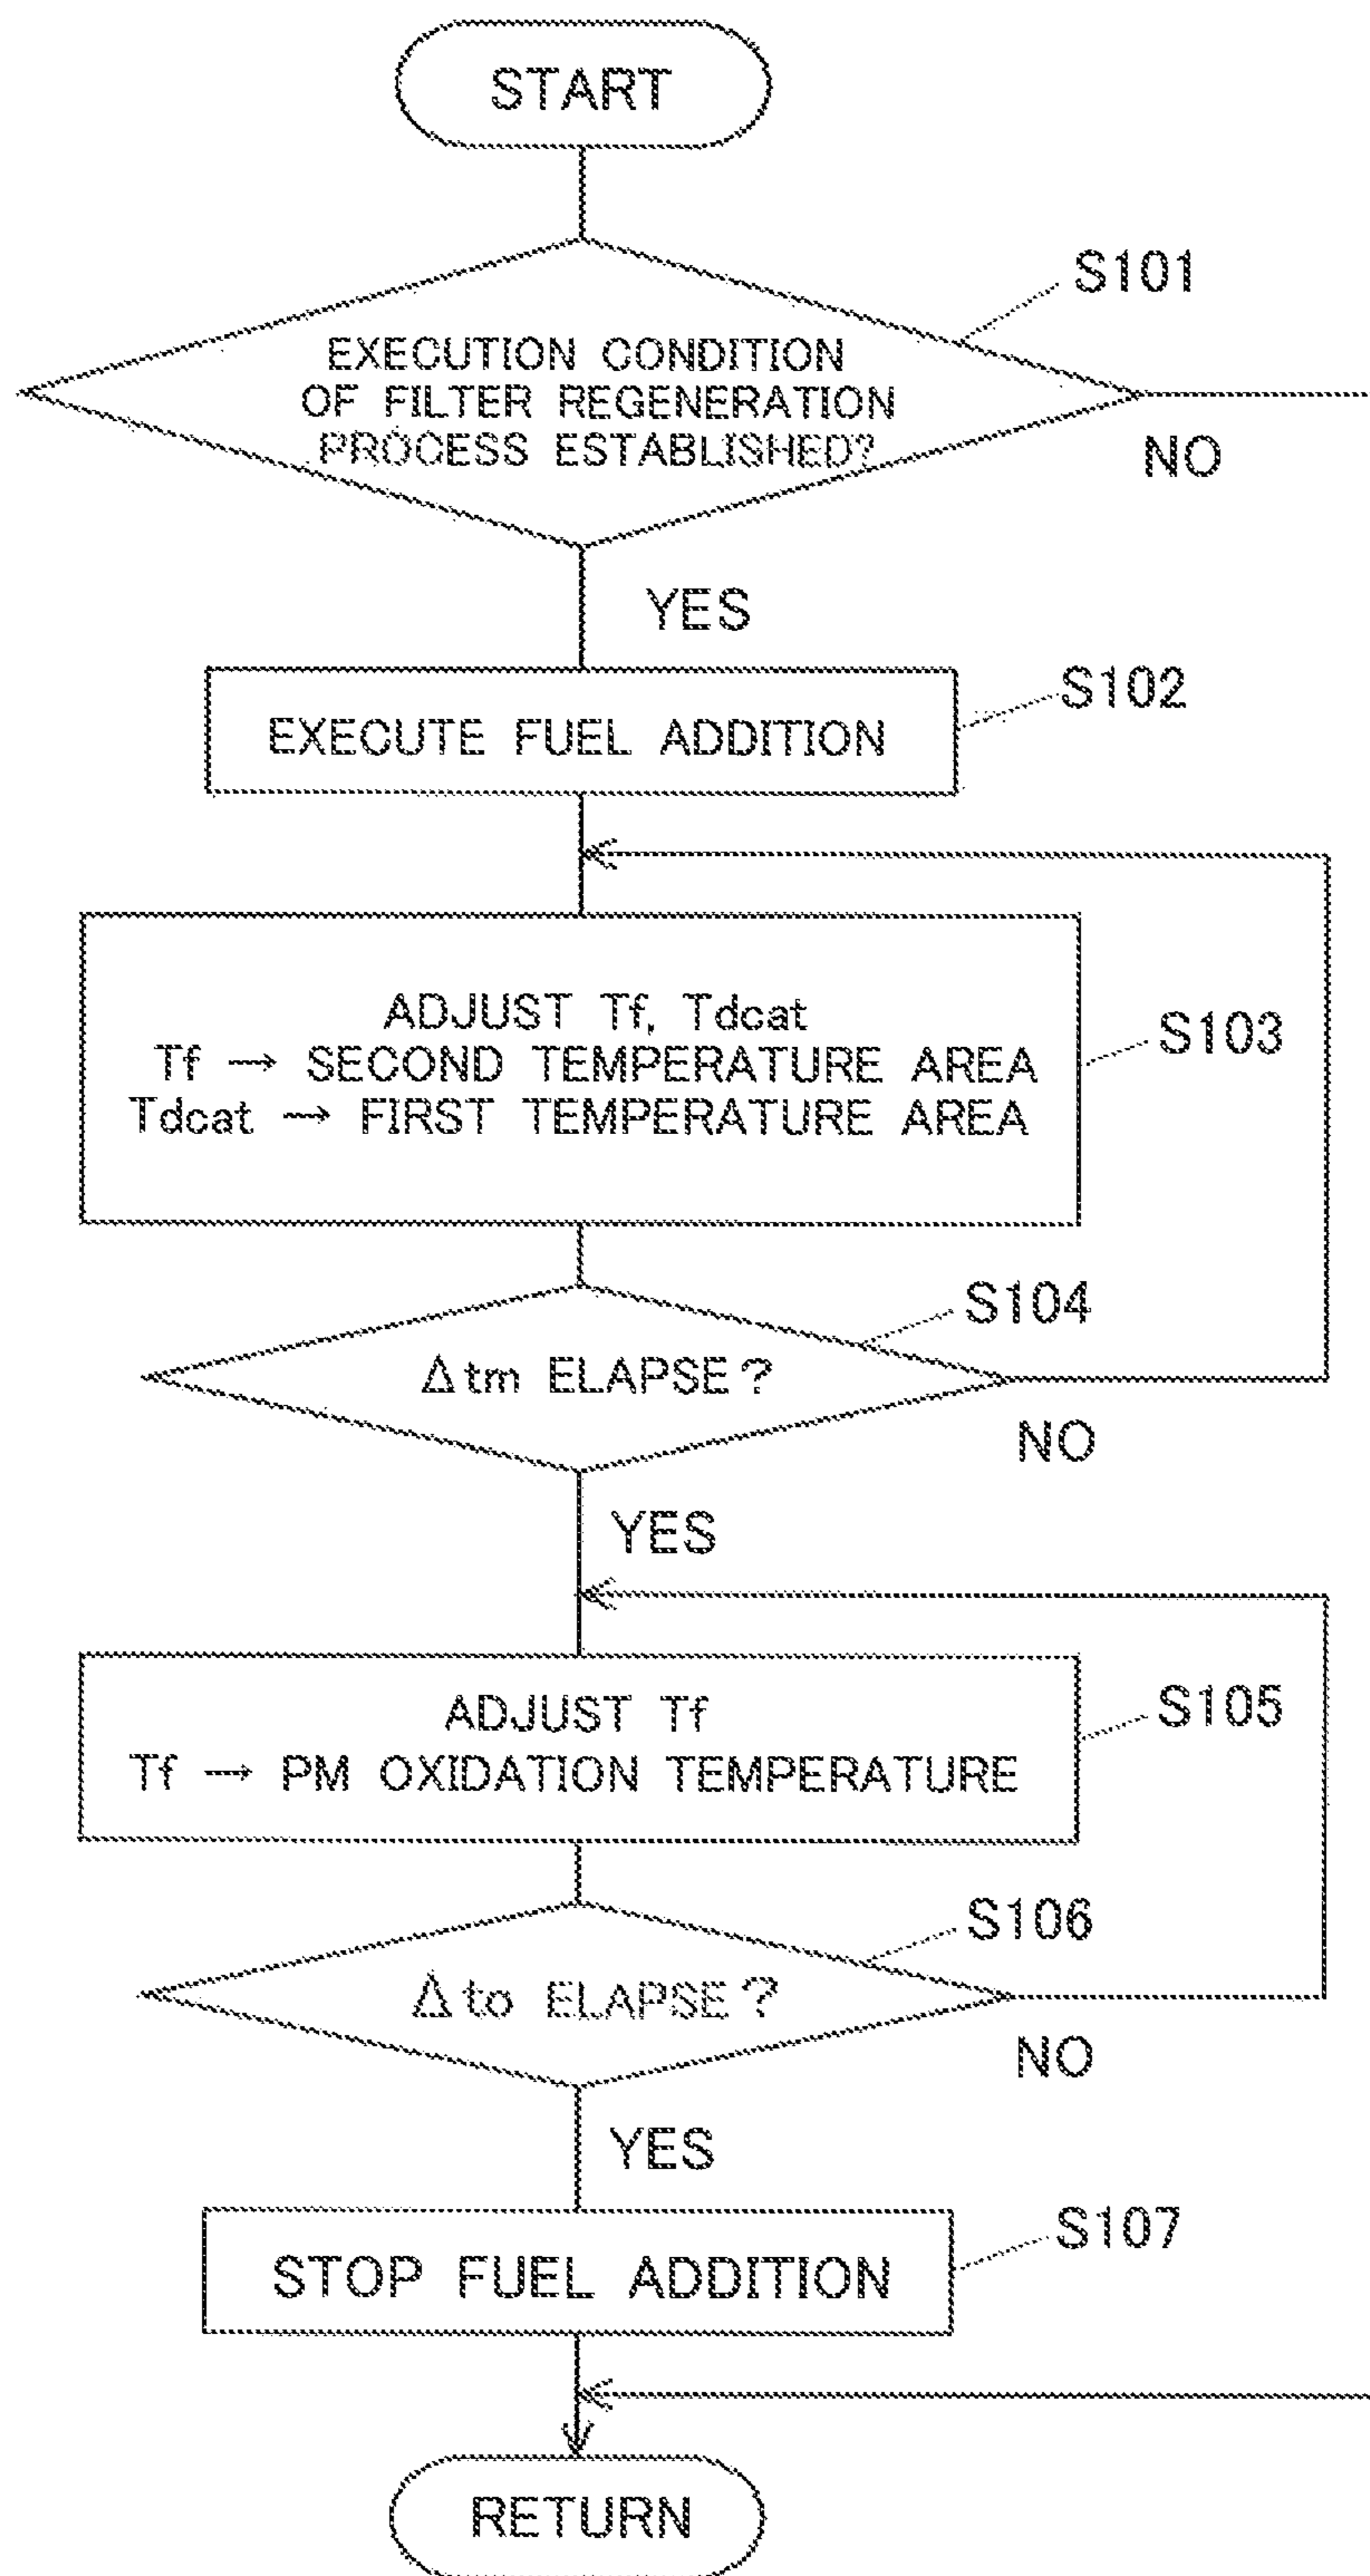 START
S101
EXECUTION CONDITION
OF FILTER REGENERATION
PROCESS ESTABLISHED?
NO
YES
S102
EXECUTE FUEL ADDITION
ADJUST Tf, Tdcat
Tf → SECOND TEMPERATURE AREA
Tdcat → FIRST TEMPERATURE AREA
S103
S104
Δtm ELAPSE?
NO
YES
ADJUST Tf
Tf → PM OXIDATION TEMPERATURE
S105
S106
Δto ELAPSE?
NO
YES
S107
STOP FUEL ADDITION
RETURN